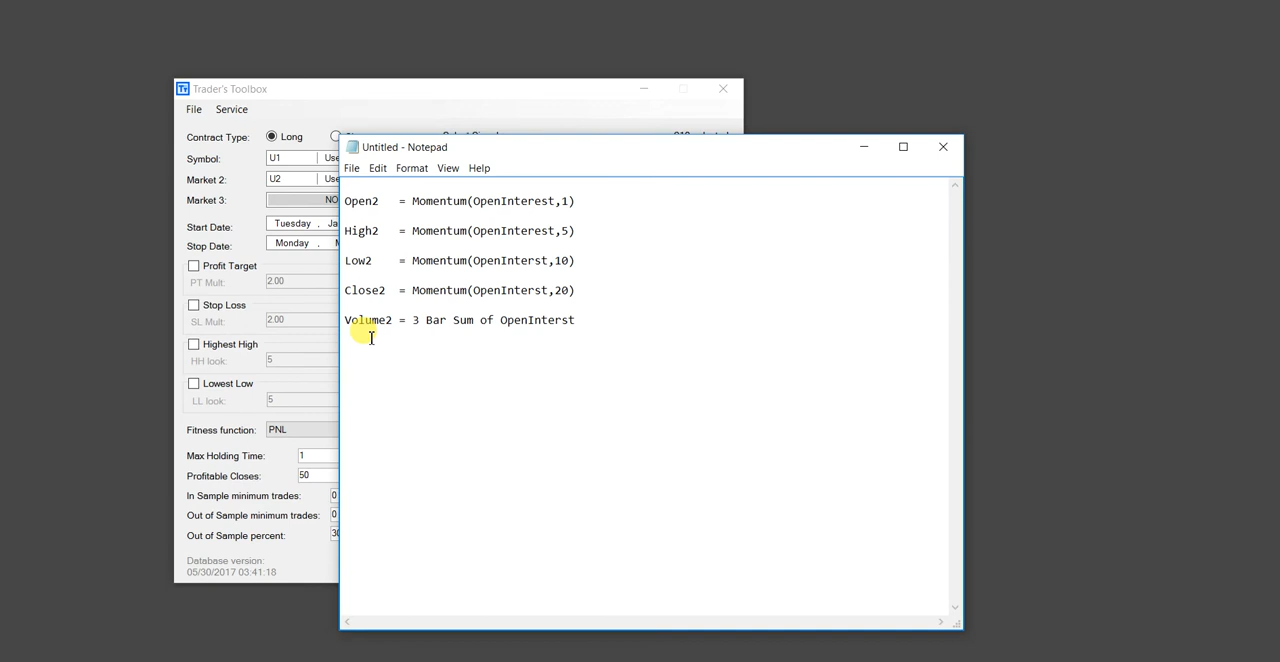 Trader's Toolbox
File Service
Contract Type: Long
Symbol: U1 Use
Market 2: U2 Use
Market 3: NO
Start Date: Tuesday , Ja
Stop Date: Monday ,
Profit Target
PT Mult: 2.00
Stop Loss
SL Mult: 2.00
Highest High
HH look: 5
Lowest Low
LL look: 5
Fitness function: PNL
Max Holding Time: 1
Profitable Closes: 50
In Sample minimum trades: 0
Out of Sample minimum trades: 0
Out of Sample percent: 30
Database version:
05/30/2017 03:41:18
Untitled - Notepad
File Edit Format View Help
Open2 = Momentum(OpenInterest,1)
High2 = Momentum(OpenInterest,5)
Low2 = Momentum(OpenInterst,10)
Close2 = Momentum(OpenInterst,20)
Volume2 = 3 Bar Sum of OpenInterst